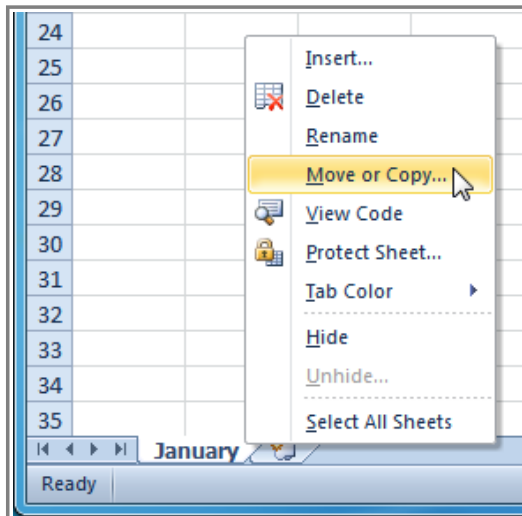 24
25
26
27
28
29
30
31
32
33
34
35
Insert...
Delete
Rename
Move or Copy...
View Code
Protect Sheet...
Tab Color
Hide
Unhide...
Select All Sheets
January
Ready